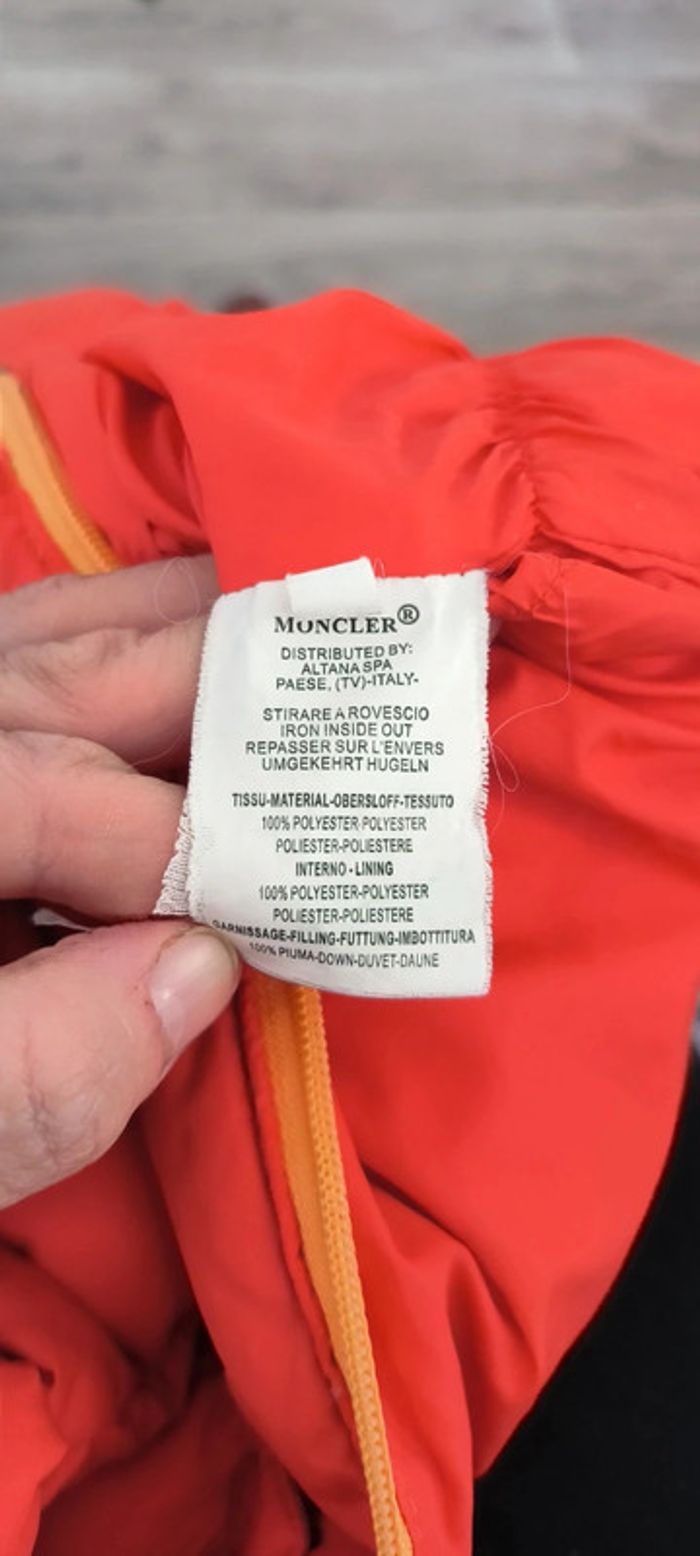 MONCLER®
DISTRIBUTED BY:
ALTANA SPA
PAESE, (TV)-ITALY-
STIRARE A ROVESCIO
IRON INSIDE OUT
REPASSER SUR L'ENVERS
UMGEKEHRT HUGELN
TISSU-MATERIAL-OBERSLOFF-TESSUTO
100% POLYESTER-POLYESTER
POLIESTER-POLIESTERE
INTERNO - LINING
100% POLYESTER-POLYESTER
POLIESTER-POLIESTERE
GARNISSAGE-FILLING-FUTTUNG-IMBOTTITURA
100% PIUMA-DOWN-DUVET-DAUNE